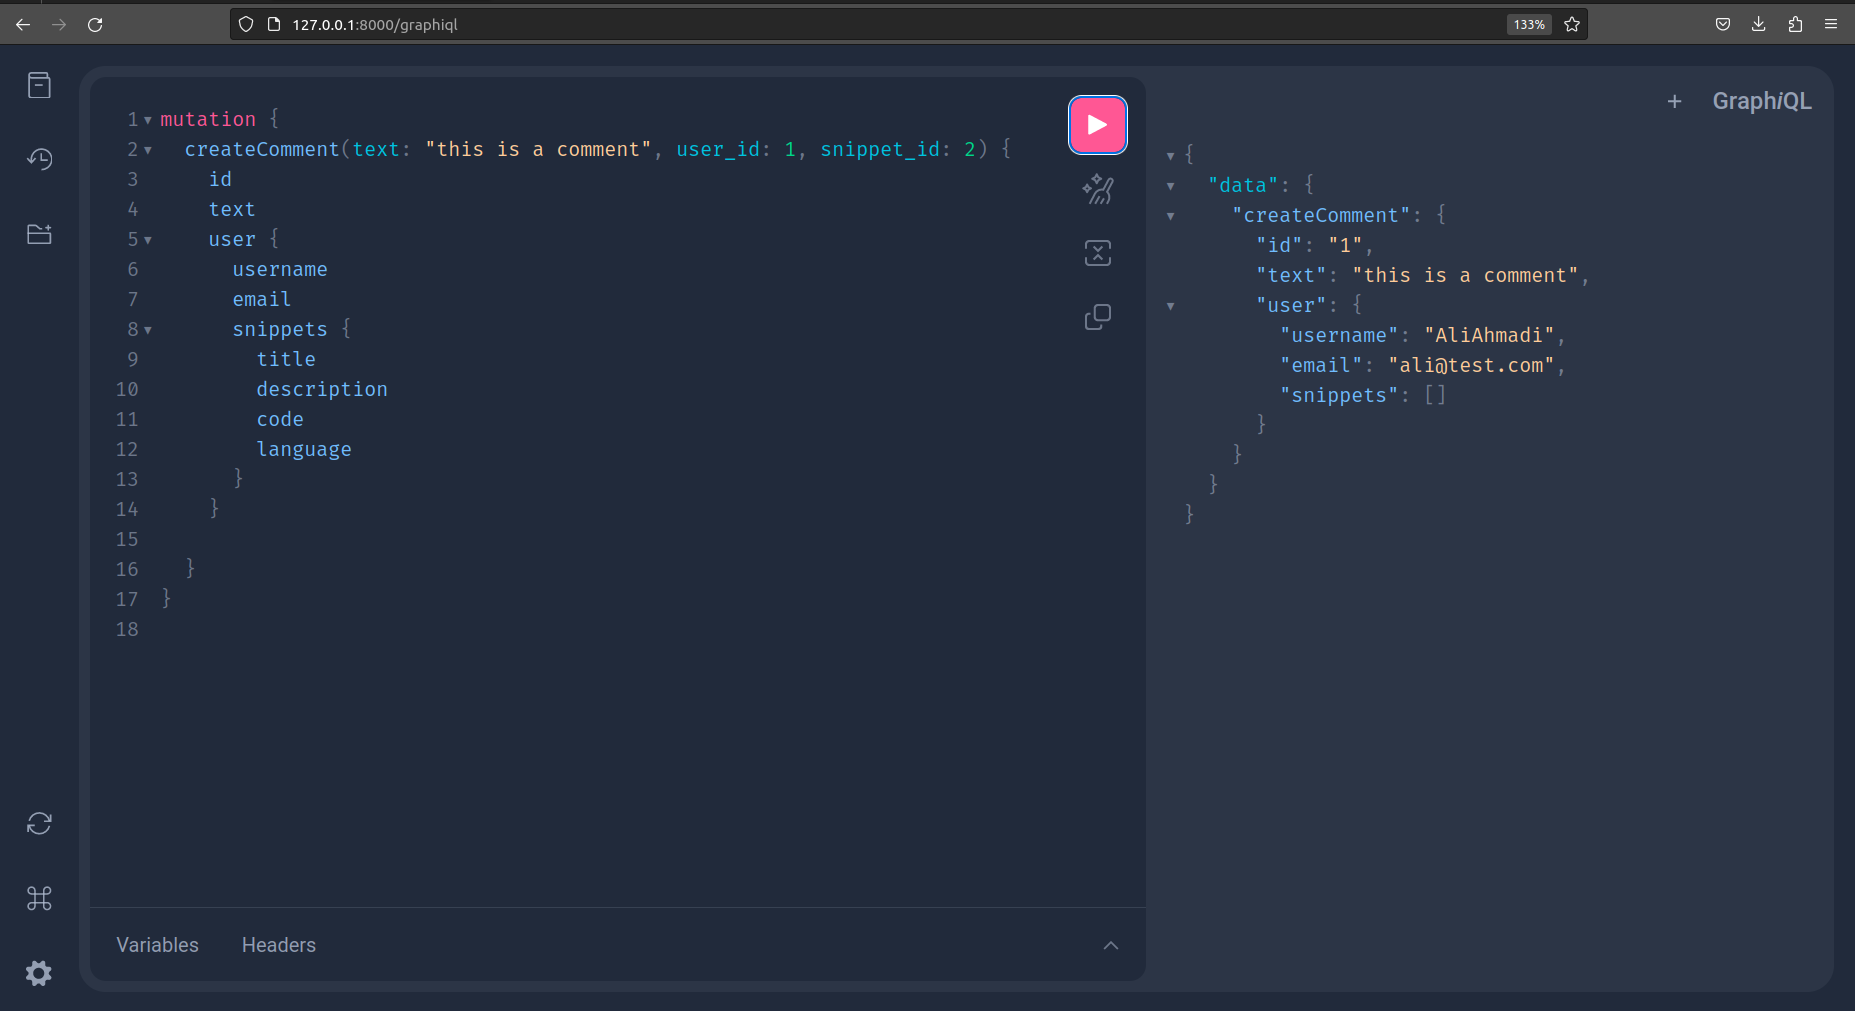 127.0.0.1:8000/graphiql
133%
1 mutation {
2 createComment(text: "this is a comment", user_id: 1, snippet_id: 2) {
3 id
4 text
5 user {
6 username
7 email
8 snippets {
9 title
10 description
11 code
12 language
13 }
14 }
15
16 }
17 }
18
Variables Headers
+ GraphiQL
{
"data": {
"createComment": {
"id": "1",
"text": "this is a comment",
"user": {
"username": "AliAhmadi",
"email": "ali@test.com",
"snippets": []
}
}
}
}